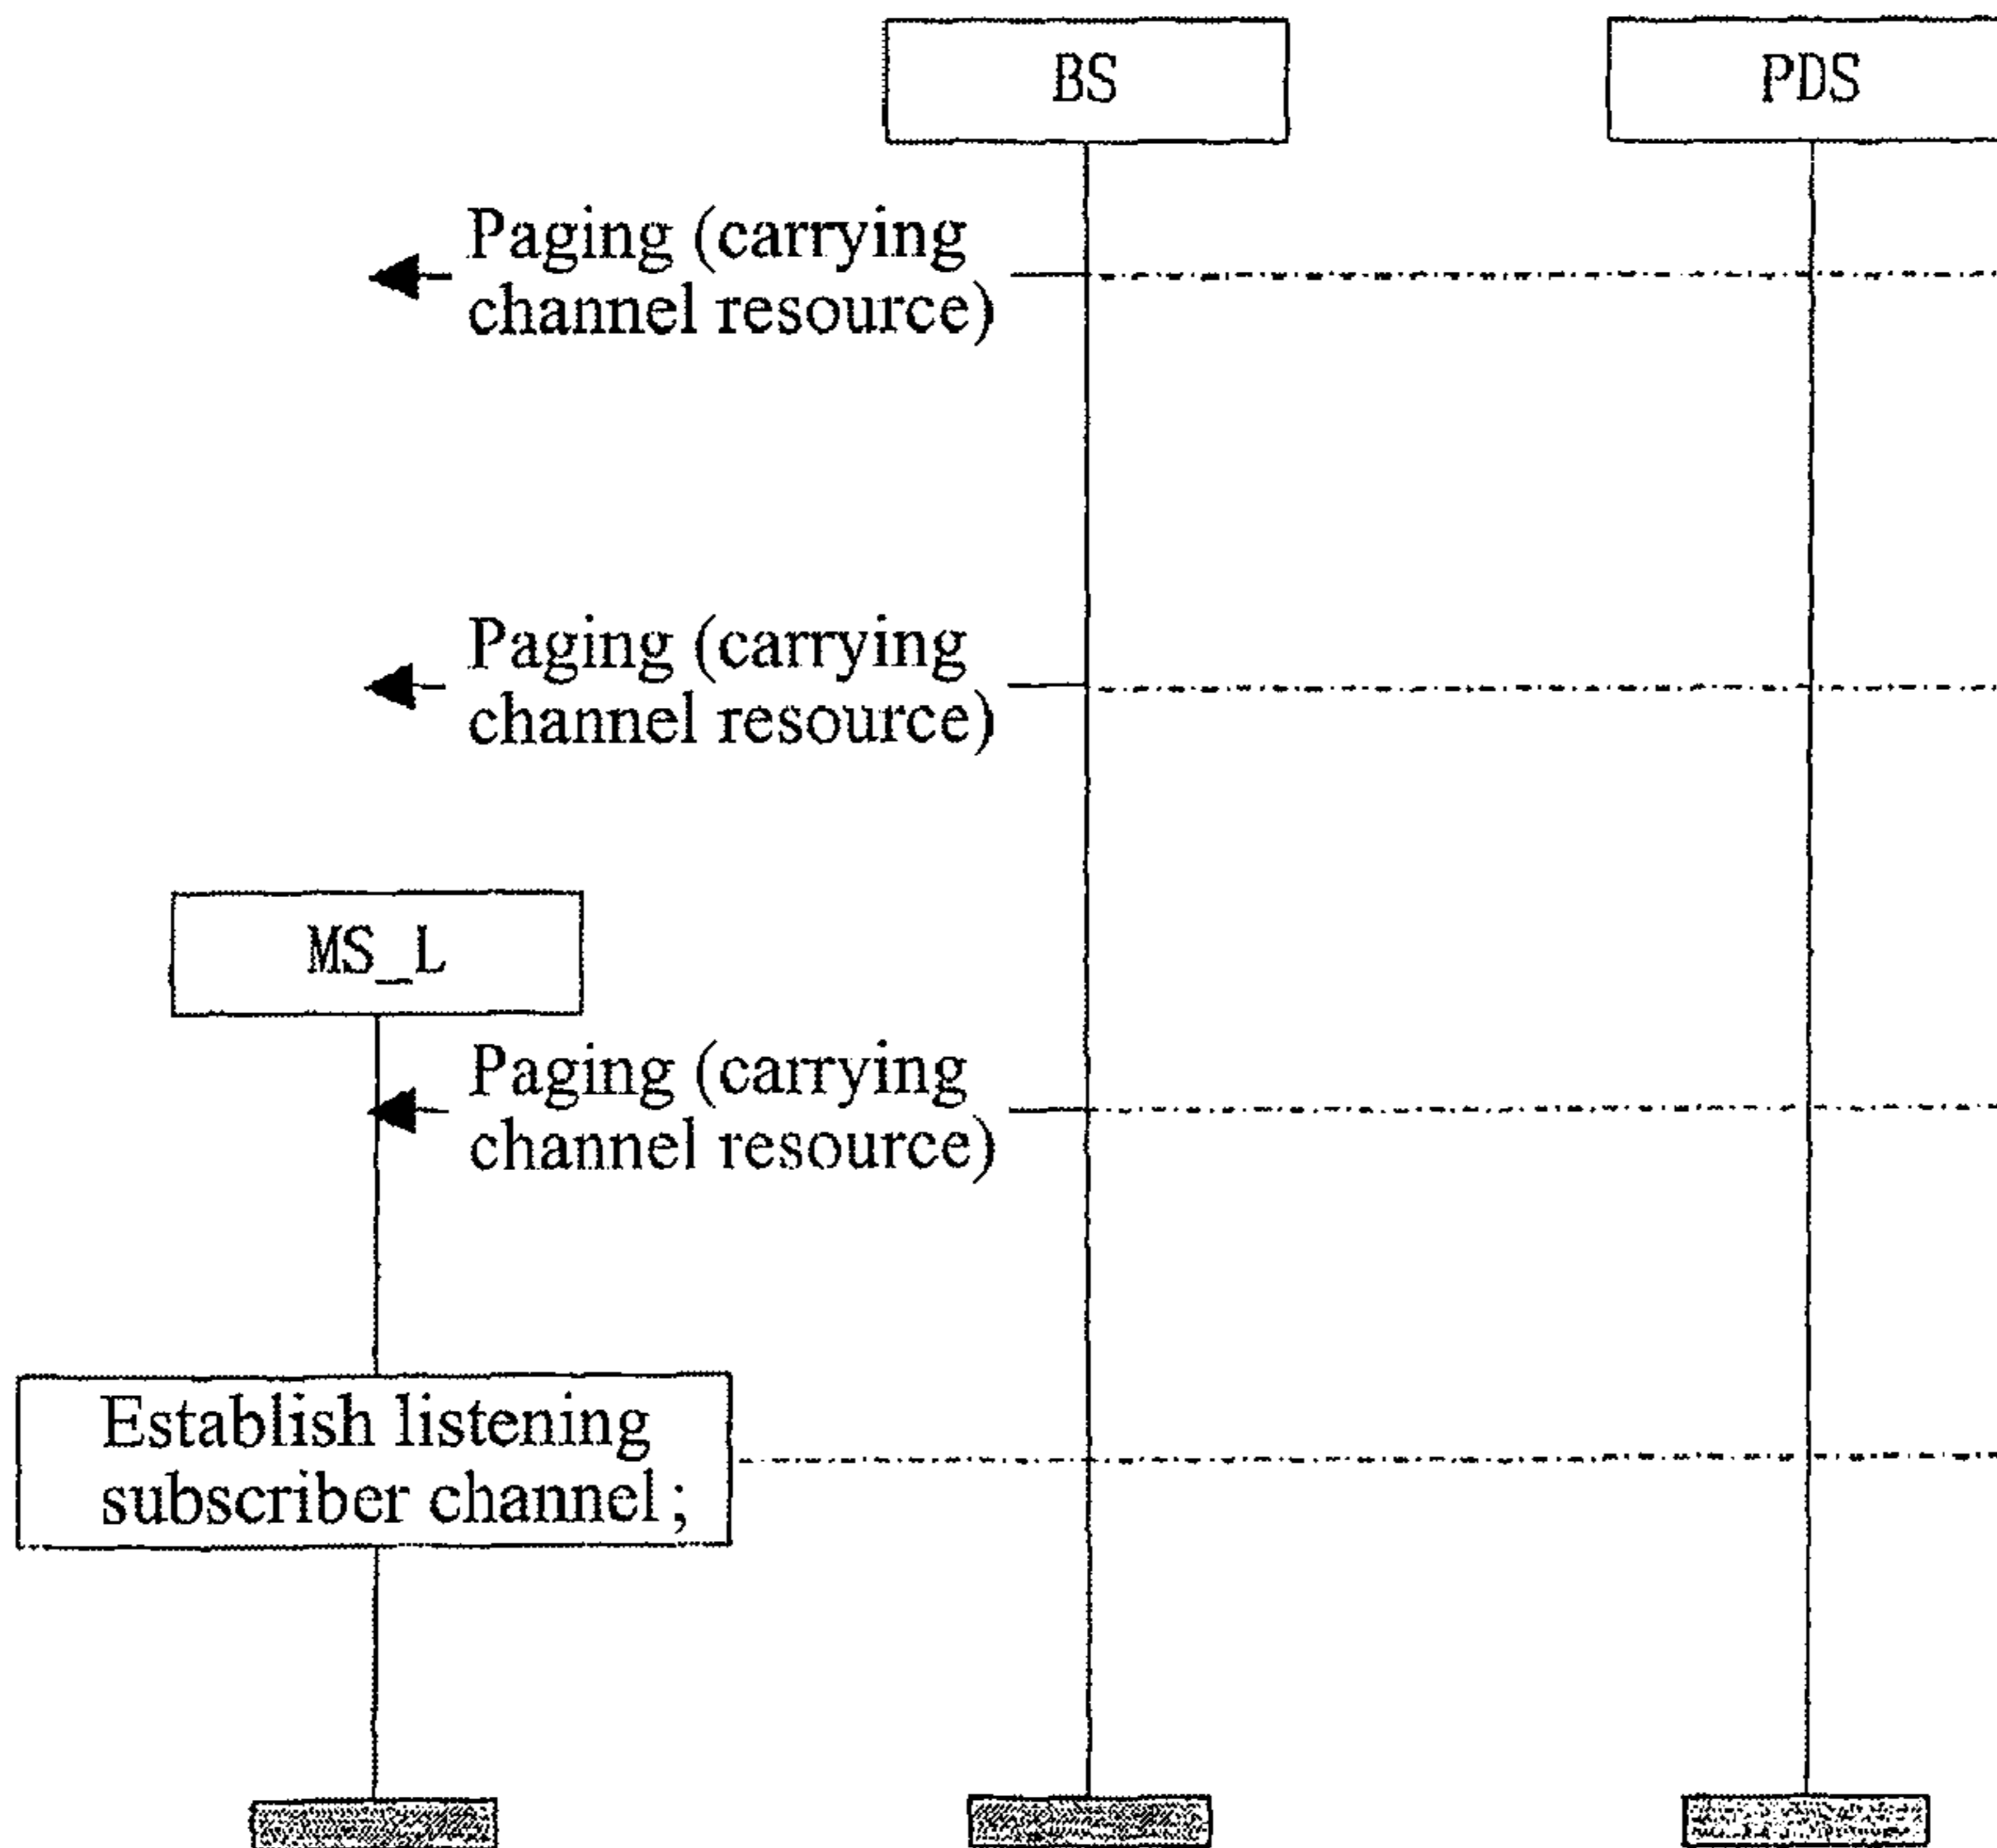 BS
PDS
Paging (carrying
channel resource)
Paging (carrying
channel resource)
MS_L
Paging (carrying
channel resource)
Establish listening
subscriber channel;